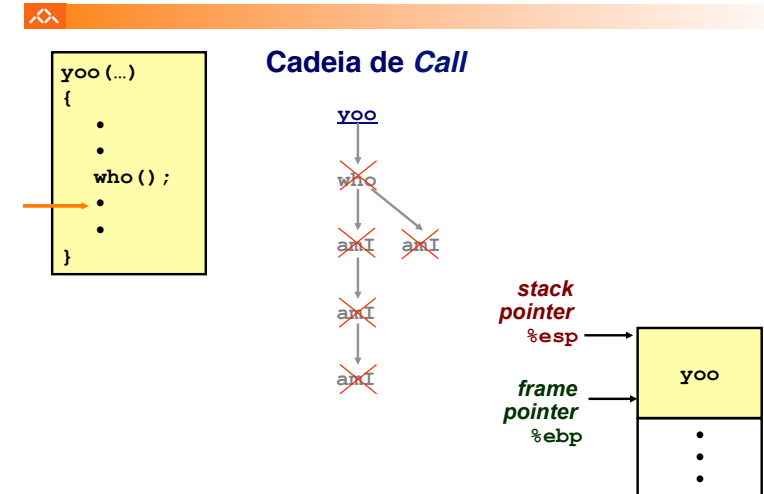 Cadeia de Call
yoo(…)
{
•
•
who();
•
•
}
yoo
who
amI amI
amI
amI
stack
pointer
%esp
yoo
frame
pointer
%ebp
•
•
•